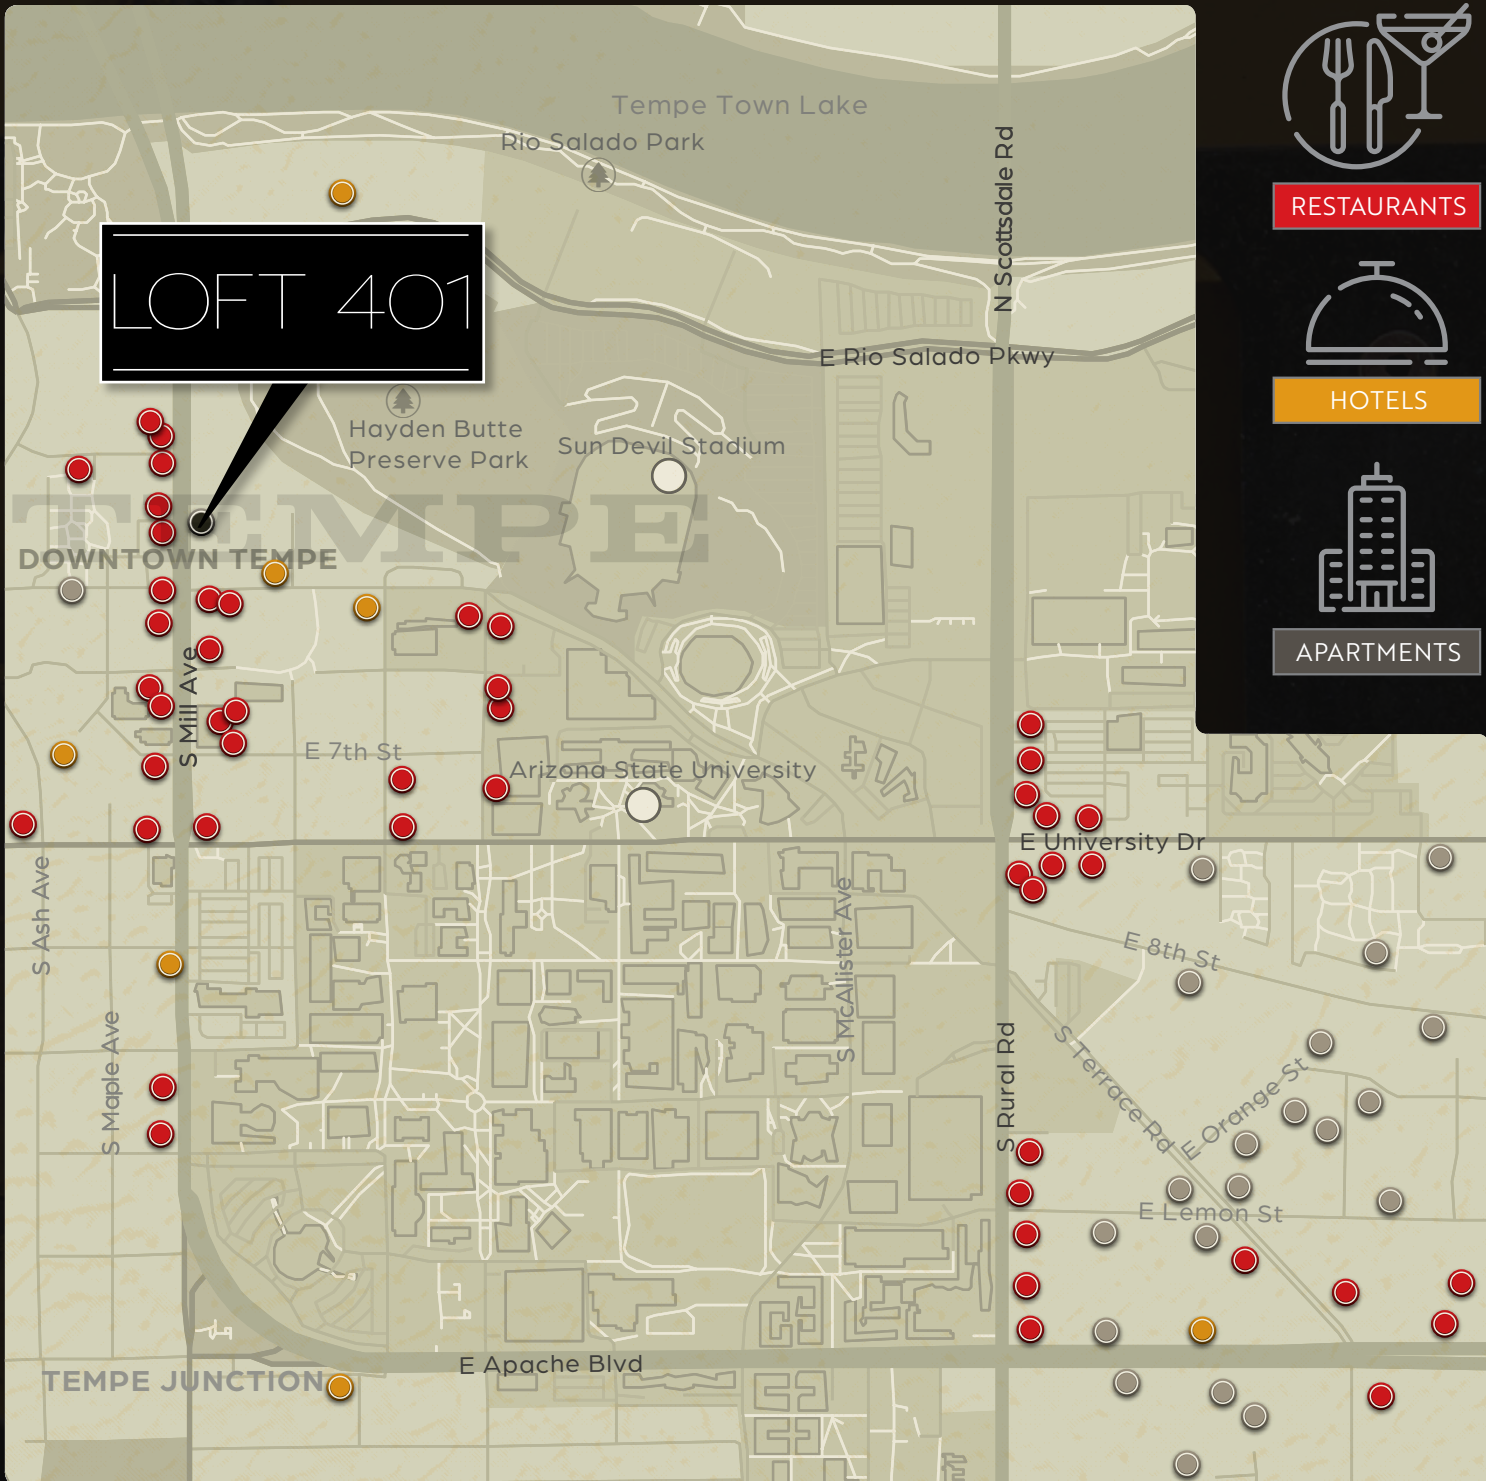 Tempe Town Lake
Rio Salado Park
N Scottsdale Rd
RESTAURANTS
LOFT 401
E Rio Salado Pkwy
HOTELS
Hayden Butte
Preserve Park
Sun Devil Stadium
TEMPE
DOWNTOWN TEMPE
APARTMENTS
S Mill Ave
E 7th St
Arizona State University
E University Dr
S Ash Ave
S McAllister Ave
E 8th St
S Maple Ave
S Rural Rd
S Terrace Rd
E Orange St
E Lemon St
E Apache Blvd
TEMPE JUNCTION